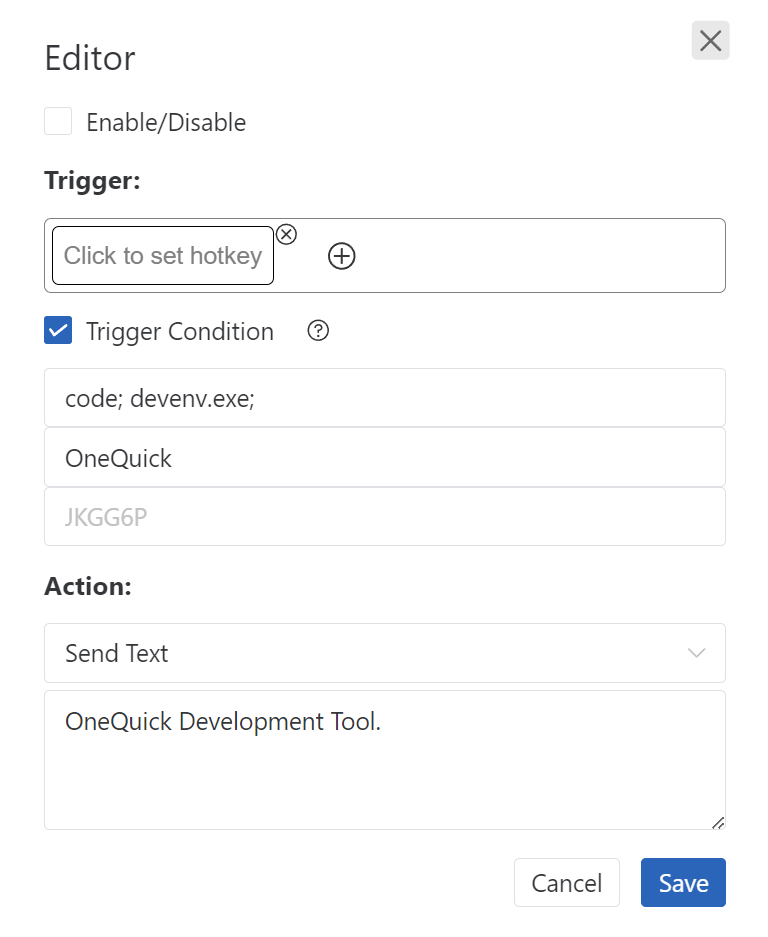 Editor
Enable/Disable
Trigger:
Click to set hotkey
Trigger Condition
code; devenv.exe;
OneQuick
JKGG6P
Action:
Send Text
OneQuick Development Tool.
Cancel Save